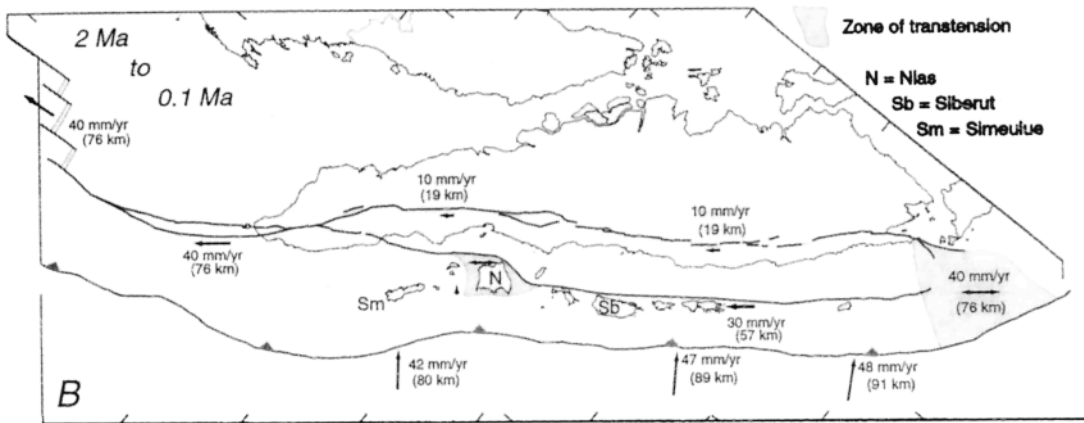 2 Ma
to
0.1 Ma
Zone of transtension
N = Nias
Sb = Siberut
Sm = Simeulue
40 mm/yr
(76 km)
10 mm/yr
(19 km)
10 mm/yr
(19 km)
40 mm/yr
(76 km)
40 mm/yr
(76 km)
N
Sm
Sb
30 mm/yr
(57 km)
42 mm/yr
(80 km)
47 mm/yr
(89 km)
48 mm/yr
(91 km)
B